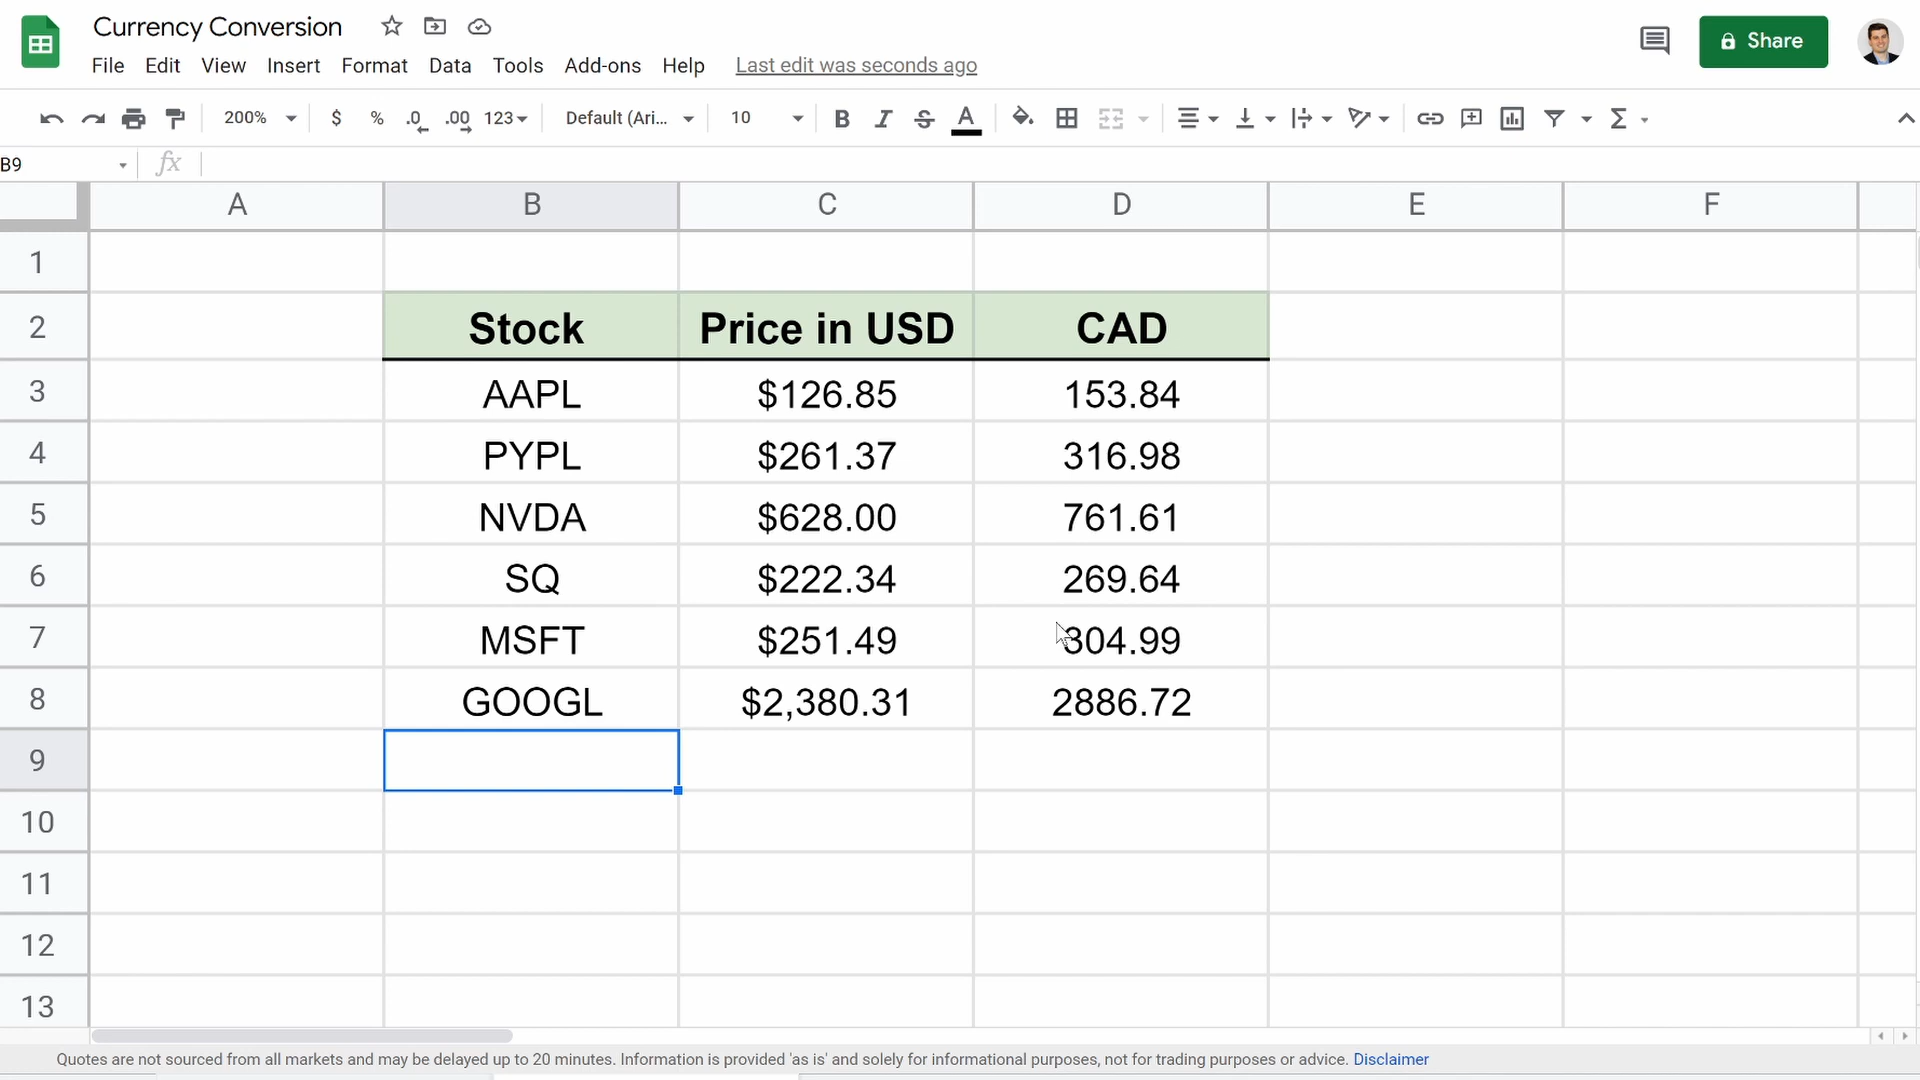 Currency Conversion
Share
File Edit View Insert Format Data Tools Add-ons Help Last edit was seconds ago
200% $ % .0 .00 123 Default (Ari... 10 B I S A Σ
B9 fx
A B C D E F
1
2 Stock Price in USD CAD
3 AAPL $126.85 153.84
4 PYPL $261.37 316.98
5 NVDA $628.00 761.61
6 SQ $222.34 269.64
7 MSFT $251.49 304.99
8 GOOGL $2,380.31 2886.72
9
10
11
12
13
Quotes are not sourced from all markets and may be delayed up to 20 minutes. Information is provided 'as is' and solely for informational purposes, not for trading purposes or advice. Disclaimer